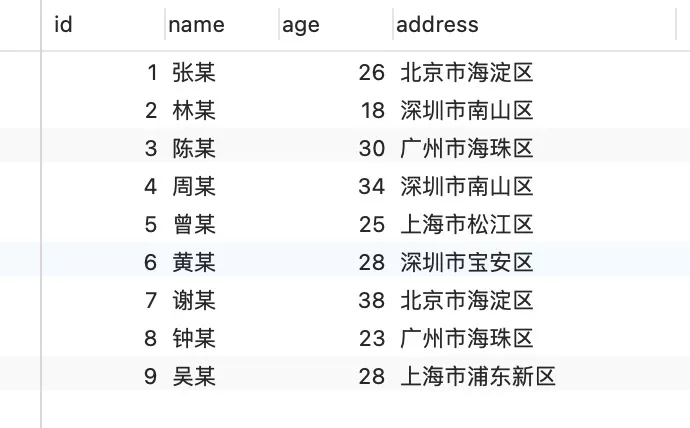 id name age address
1 张某 26 北京市海淀区
2 林某 18 深圳市南山区
3 陈某 30 广州市海珠区
4 周某 34 深圳市南山区
5 曾某 25 上海市松江区
6 黄某 28 深圳市宝安区
7 谢某 38 北京市海淀区
8 钟某 23 广州市海珠区
9 吴某 28 上海市浦东新区